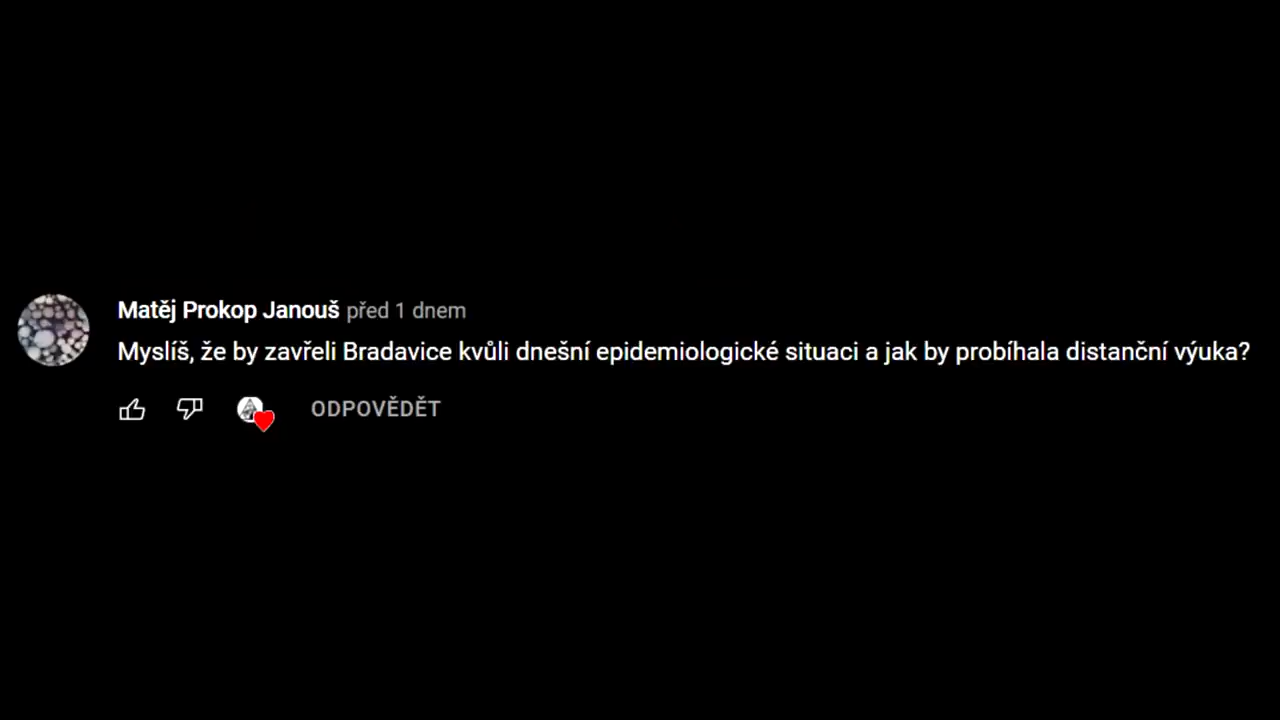 Matěj Prokop Janouš před 1 dnem
Myslíš, že by zavřeli Bradavice kvůli dnešní epidemiologické situaci a jak by probíhala distanční výuka?
ODPOVĚDĚT